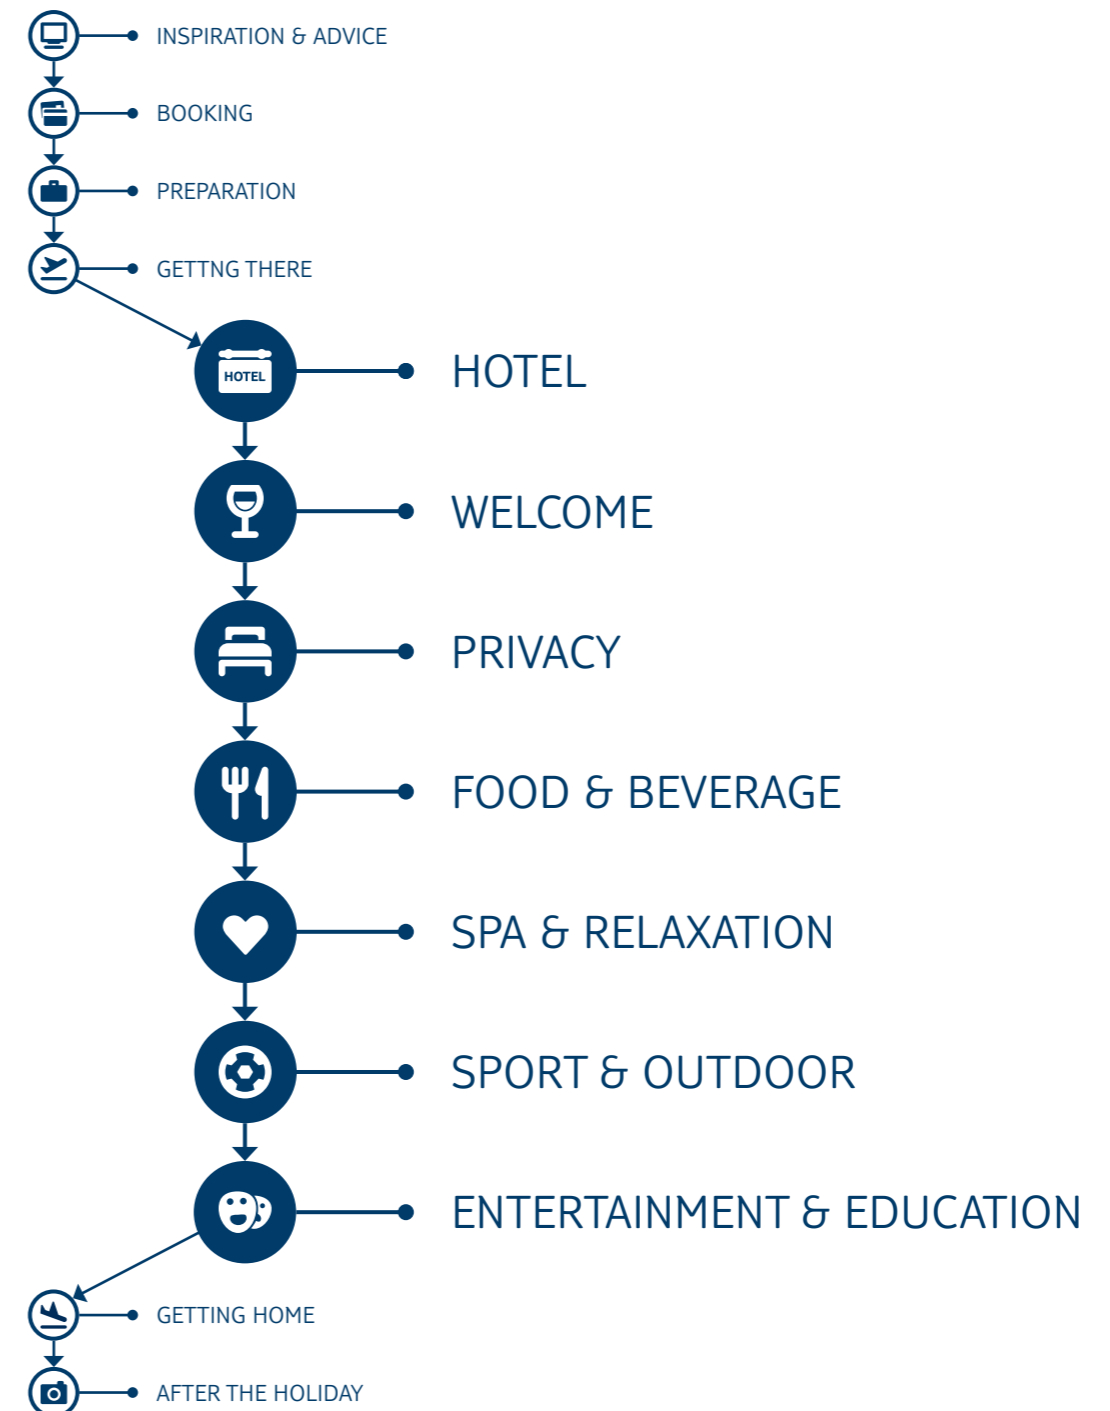 INSPIRATION & ADVICE
BOOKING
PREPARATION
GETTNG THERE
HOTEL
HOTEL
WELCOME
PRIVACY
FOOD & BEVERAGE
SPA & RELAXATION
SPORT & OUTDOOR
ENTERTAINMENT & EDUCATION
GETTING HOME
AFTER THE HOLIDAY